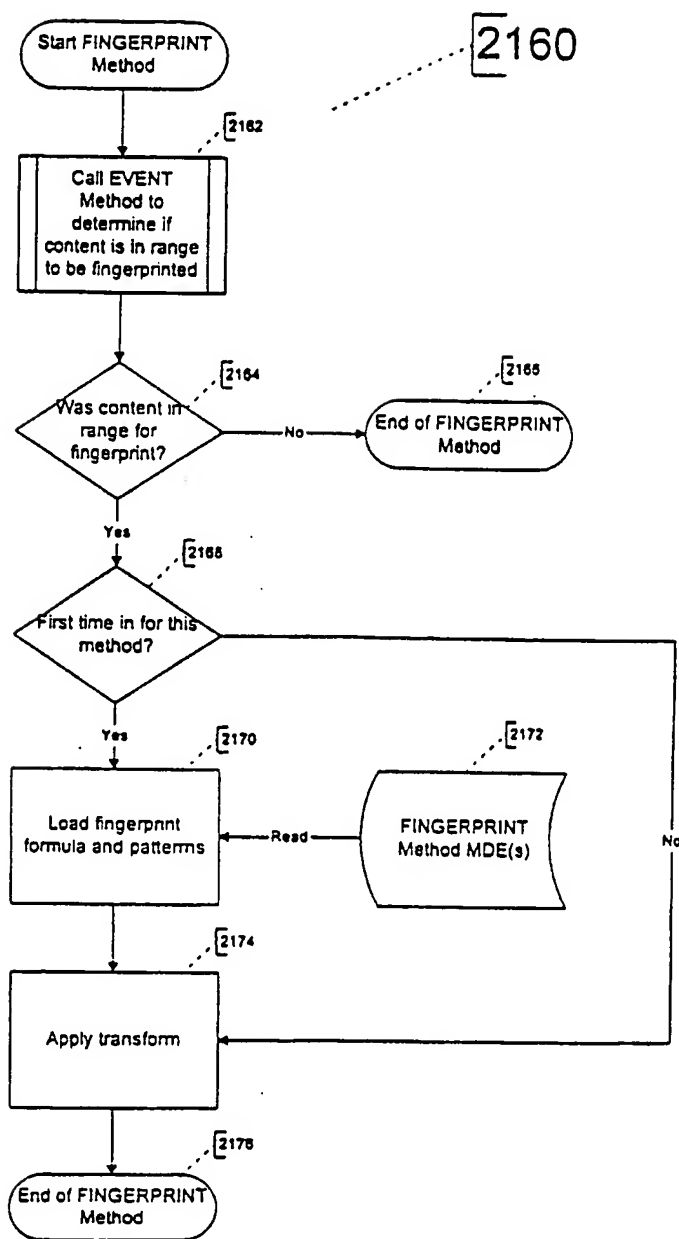 Start FINGERPRINT
Method
2160
2162
Call EVENT
Method to
determine if
content is in range
to be fingerprinted
2164
Was content in
range for
fingerprint?
No
2166
End of FINGERPRINT
Method
Yes
2168
First time in for this
method?
Yes
No
2170
Load fingerprint
formula and patterns
Read
2172
FINGERPRINT
Method MDE(s)
2174
Apply transform
2176
End of FINGERPRINT
Method